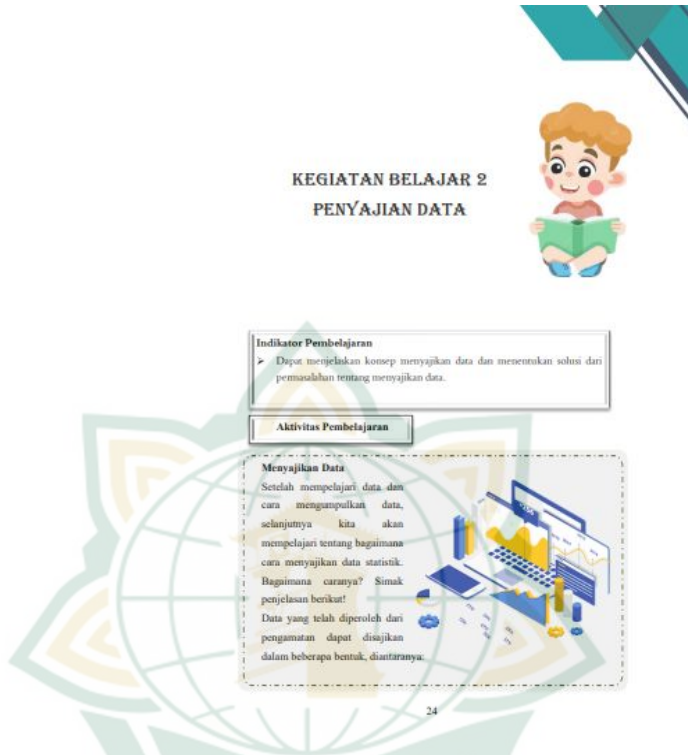 KEGIATAN BELAJAR 2
PENYAJIAN DATA
Indikator Pembelajaran
➢ Dapat menjelaskan konsep menyajikan data dan menentukan solusi dari
permasalahan tentang menyajikan data.
Aktivitas Pembelajaran
Menyajikan Data
Setelah mempelajari data dan
cara mengumpulkan data,
selanjutnya kita akan
mempelajari tentang bagaimana
cara menyajikan data statistik.
Bagaimana caranya? Simak
penjelasan berikut!
Data yang telah diperoleh dari
pengamatan dapat disajikan
dalam beberapa bentuk, diantaranya:
24